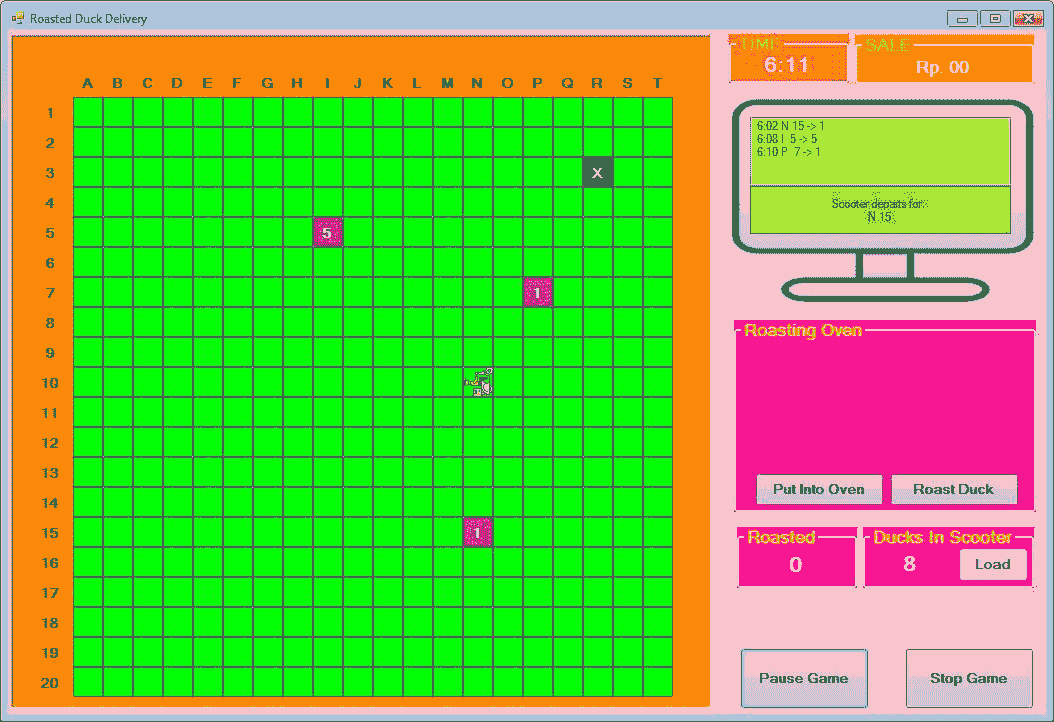 Roasted Duck Delivery
TIME
6:11
SALE
Rp. 00
A B C D E F G H I J K L M N O P Q R S T
1
2
3 X
4
5 5
6
7 1
8
9
10
11
12
13
14
15 1
16
17
18
19
20
6:02 N 15 -> 1
6:08 I 5 -> 5
6:10 P 7 -> 1
Scooter departs for
N 15
Roasting Oven
Put Into Oven Roast Duck
Roasted
0
Ducks In Scooter
8 Load
Pause Game Stop Game